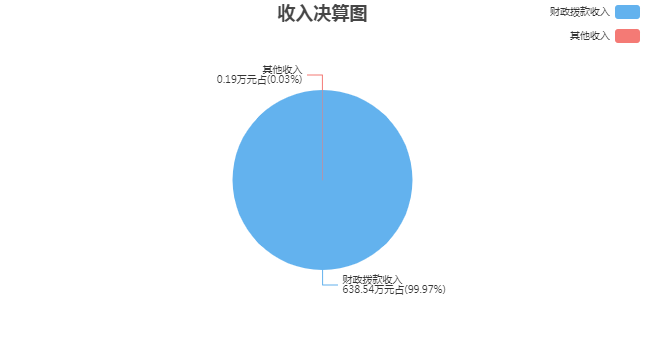 收入决算图
财政拨款收入
其他收入
其他收入
0.19万元占(0.03%)
财政拨款收入
638.54万元占(99.97%)